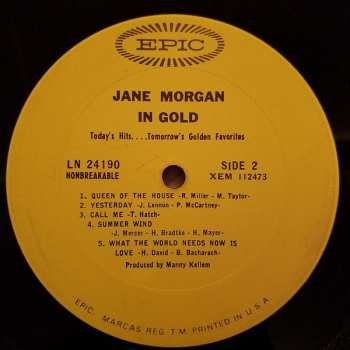 EPIC
JANE MORGAN
IN GOLD
Today's Hits....Tomorrow's Golden Favorites
LN 24190
NONBREAKABLE
SIDE 2
XEM 112473
1. QUEEN OF THE HOUSE -R. Miller - M. Taylor-
2. YESTERDAY -J. Lennon - P. McCartney-
3. CALL ME -T. Hatch-
4. SUMMER WIND
-J. Mercer - H. Bradtke - H. Mayer-
5. WHAT THE WORLD NEEDS NOW IS
LOVE -H. David - B. Bacharach-
Produced by Manny Kellem
EPIC. MARCAS REG. T.M. PRINTED IN U.S.A